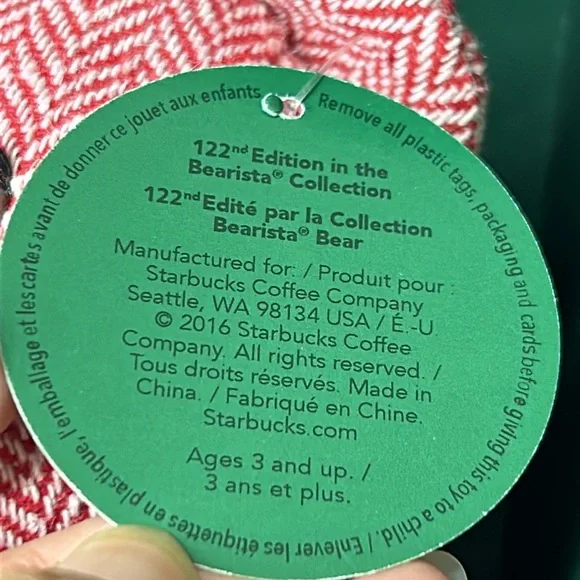 122nd Edition in the
Bearista® Collection
122nd Edité par la Collection
Bearista® Bear
Manufactured for: / Produit pour :
Starbucks Coffee Company
Seattle, WA 98134 USA / É.-U
© 2016 Starbucks Coffee
Company. All rights reserved. /
Tous droits réservés. Made in
China. / Fabriqué en Chine.
Starbucks.com
Ages 3 and up. /
3 ans et plus.
Remove all plastic tags, packaging and cards before giving this toy to a child. / Enlever les étiquettes en plastique, l'emballage et les cartes avant de donner ce jouet aux enfants